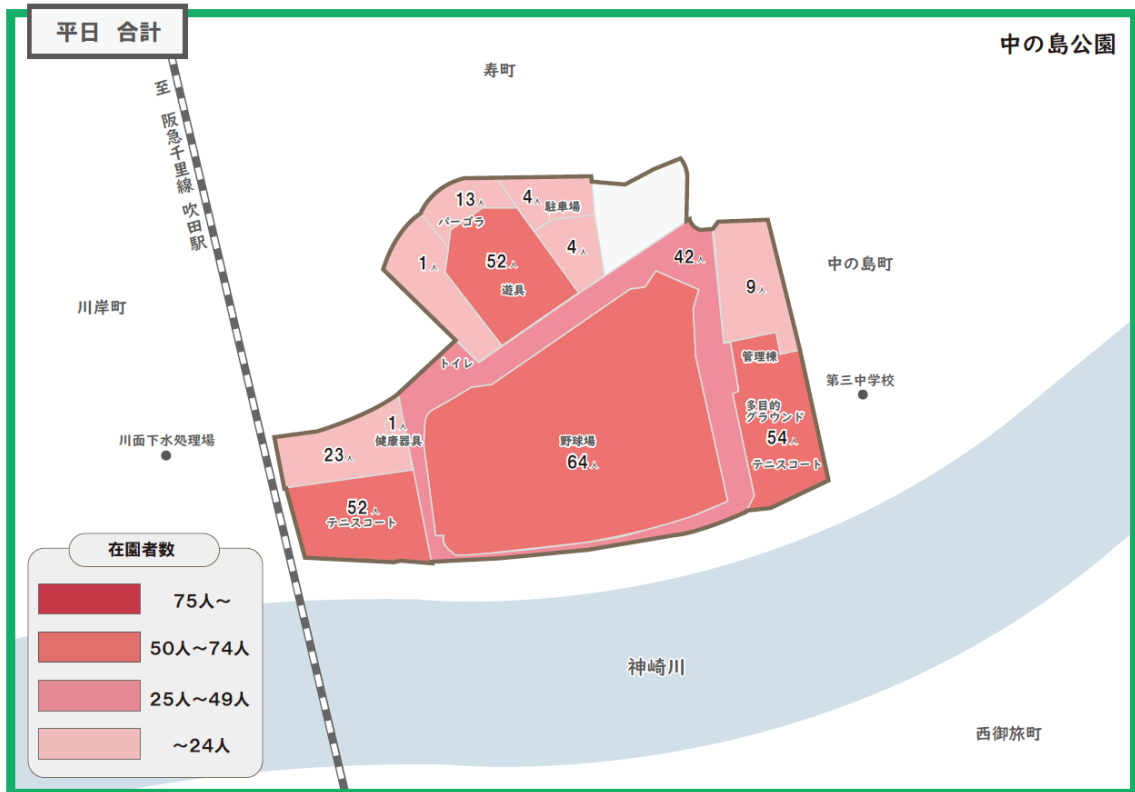 平日 合計
中の島公園
寿町
至 阪急千里線 吹田駅
13人
パーゴラ
4人
駐車場
1人
52人
遊具
4人
42人
9人
中の島町
川岸町
トイレ
管理棟
第三中学校
多目的
グラウンド
54人
テニスコート
川面下水処理場
1人
健康器具
23人
野球場
64人
52人
テニスコート
在園者数
75人～
50人～74人
25人～49人
～24人
神崎川
西御旅町